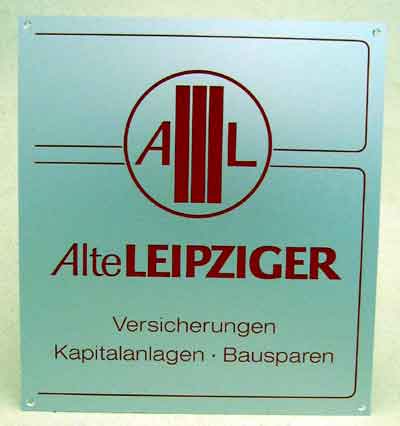 A L
Alte LEIPZIGER
Versicherungen
Kapitalanlagen · Bausparen